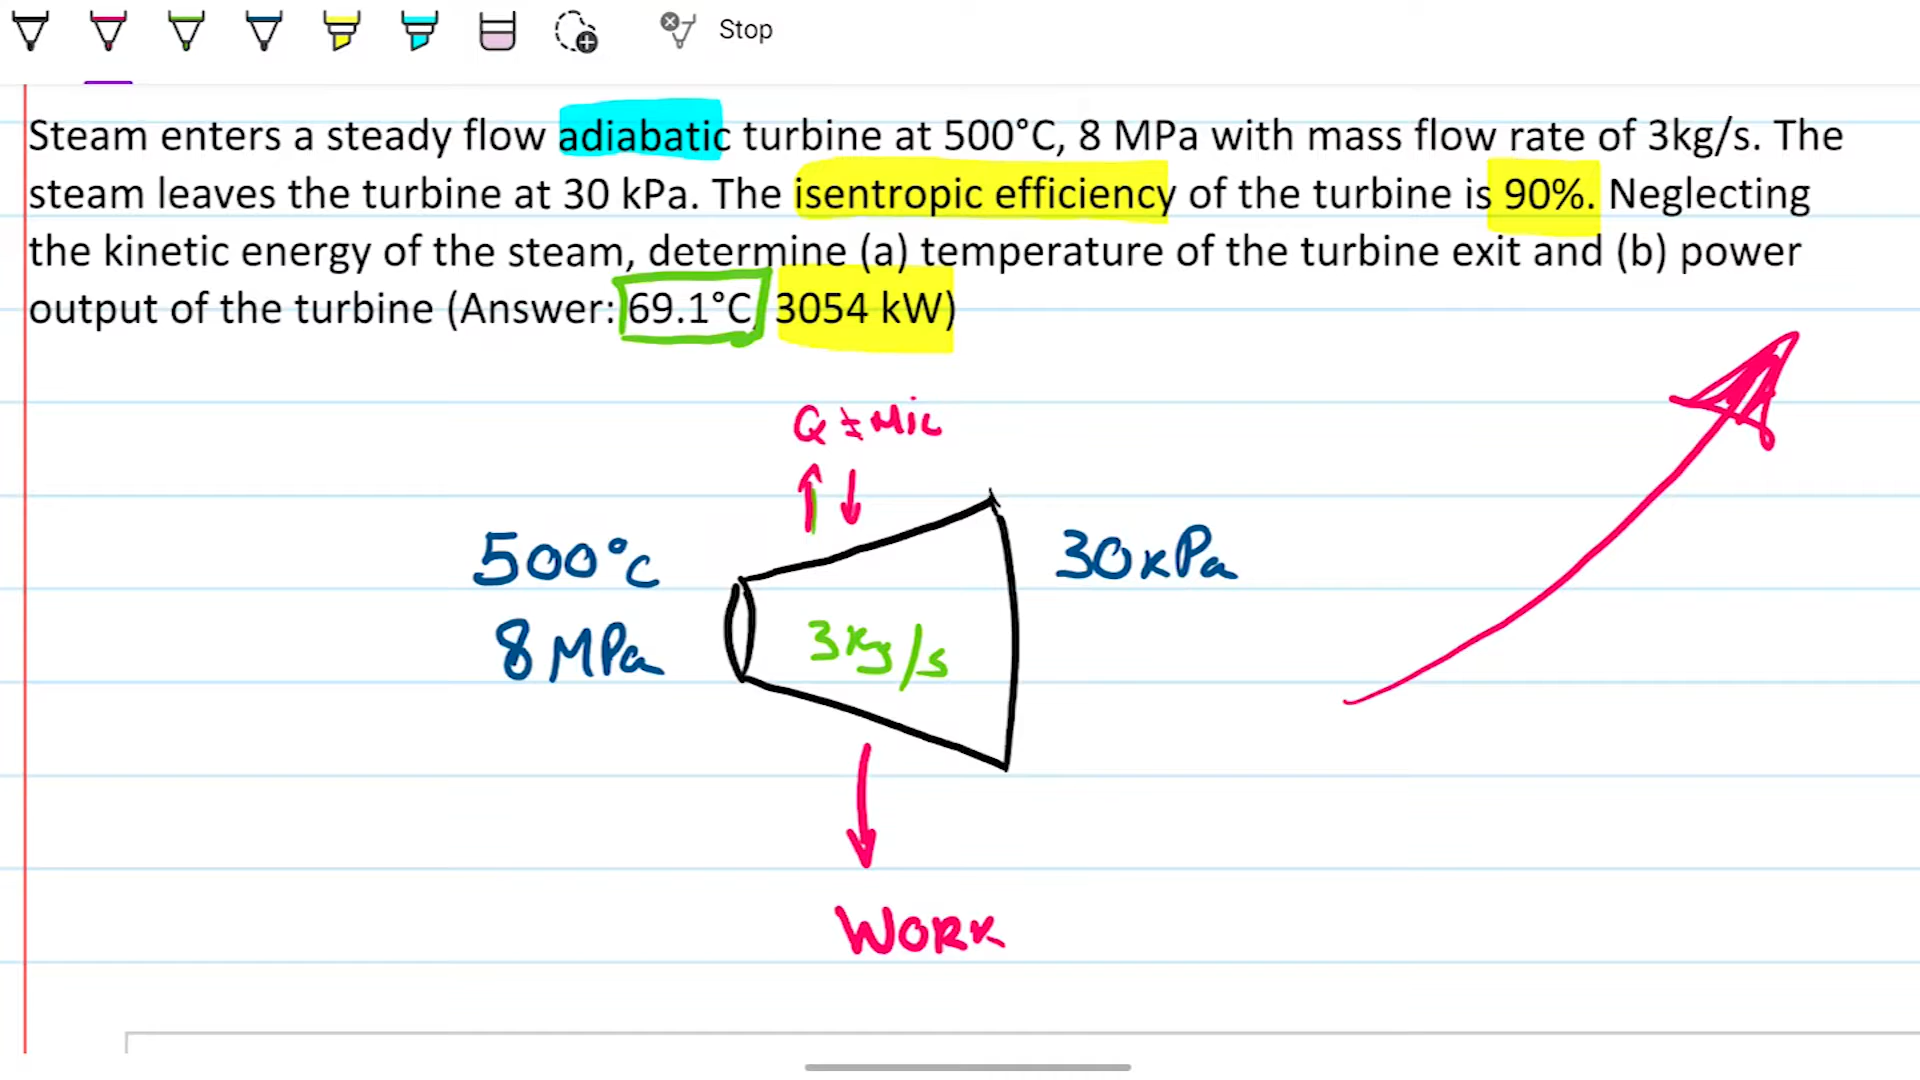 Stop
Steam enters a steady flow adiabatic turbine at 500°C, 8 MPa with mass flow rate of 3kg/s. The
steam leaves the turbine at 30 kPa. The isentropic efficiency of the turbine is 90%. Neglecting
the kinetic energy of the steam, determine (a) temperature of the turbine exit and (b) power
output of the turbine (Answer: 69.1°C, 3054 kW)
500°C
8 MPa
3kg/s
30kPa
WORK